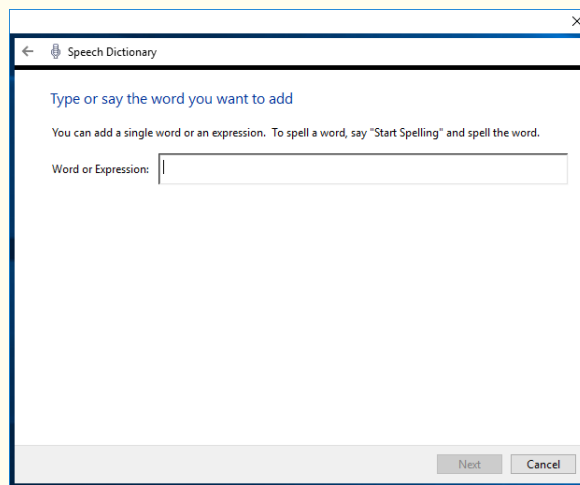 Speech Dictionary
Type or say the word you want to add
You can add a single word or an expression. To spell a word, say "Start Spelling" and spell the word.
Word or Expression:
Next Cancel